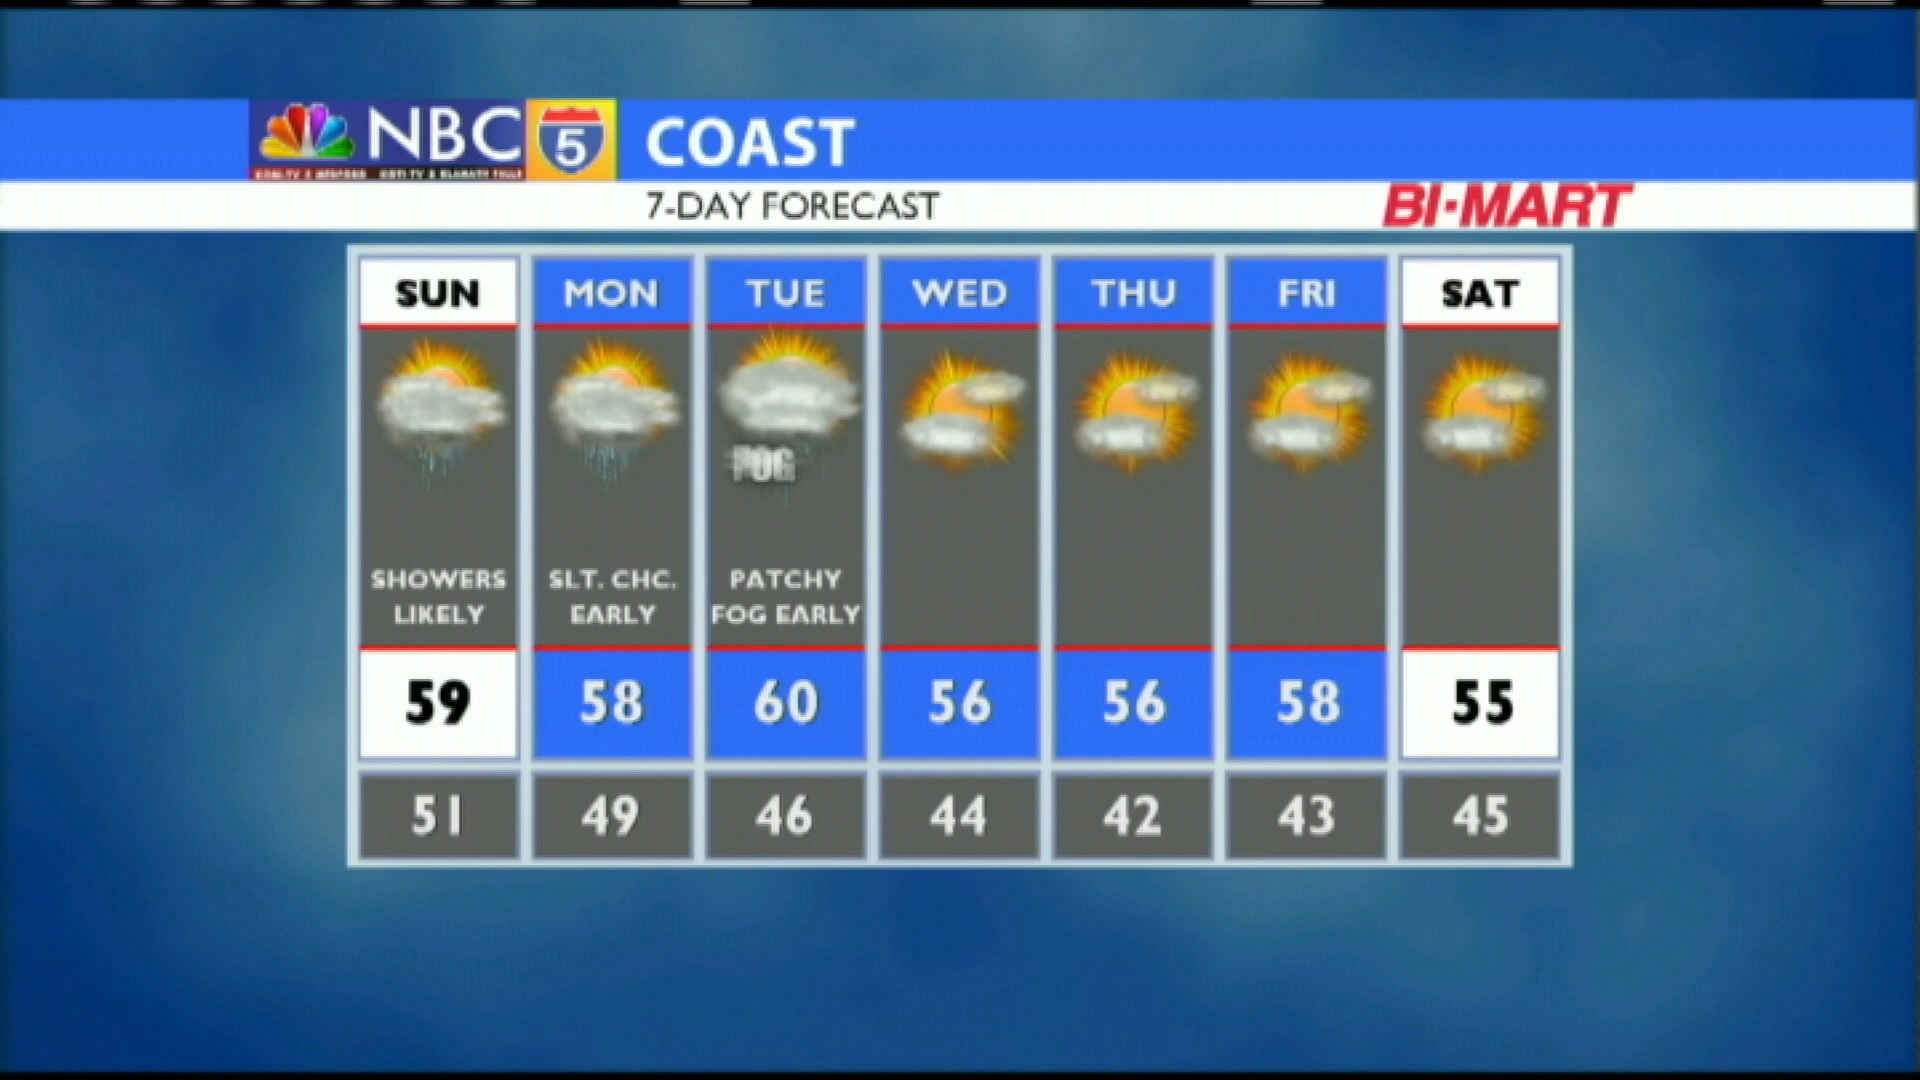 NBC 5 COAST
7-DAY FORECAST
BI-MART
SUN MON TUE WED THU FRI SAT
FOG
SHOWERS LIKELY
SLT. CHC. EARLY
PATCHY FOG EARLY
59 58 60 56 56 58 55
51 49 46 44 42 43 45